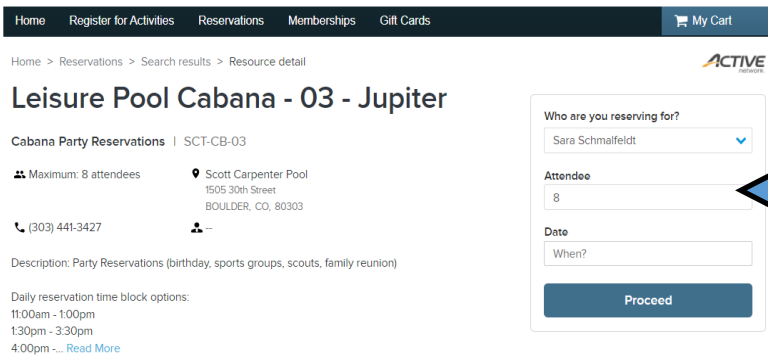 Home Register for Activities Reservations Memberships Gift Cards My Cart
Home > Reservations > Search results > Resource detail
ACTIVE
network
Leisure Pool Cabana - 03 - Jupiter
Cabana Party Reservations | SCT-CB-03
Maximum: 8 attendees
Scott Carpenter Pool
1505 30th Street
BOULDER, CO, 80303
(303) 441-3427
--
Description: Party Reservations (birthday, sports groups, scouts, family reunion)
Daily reservation time block options:
11:00am - 1:00pm
1:30pm - 3:30pm
4:00pm -... Read More
Who are you reserving for?
Sara Schmalfeldt
Attendee
8
Date
When?
Proceed